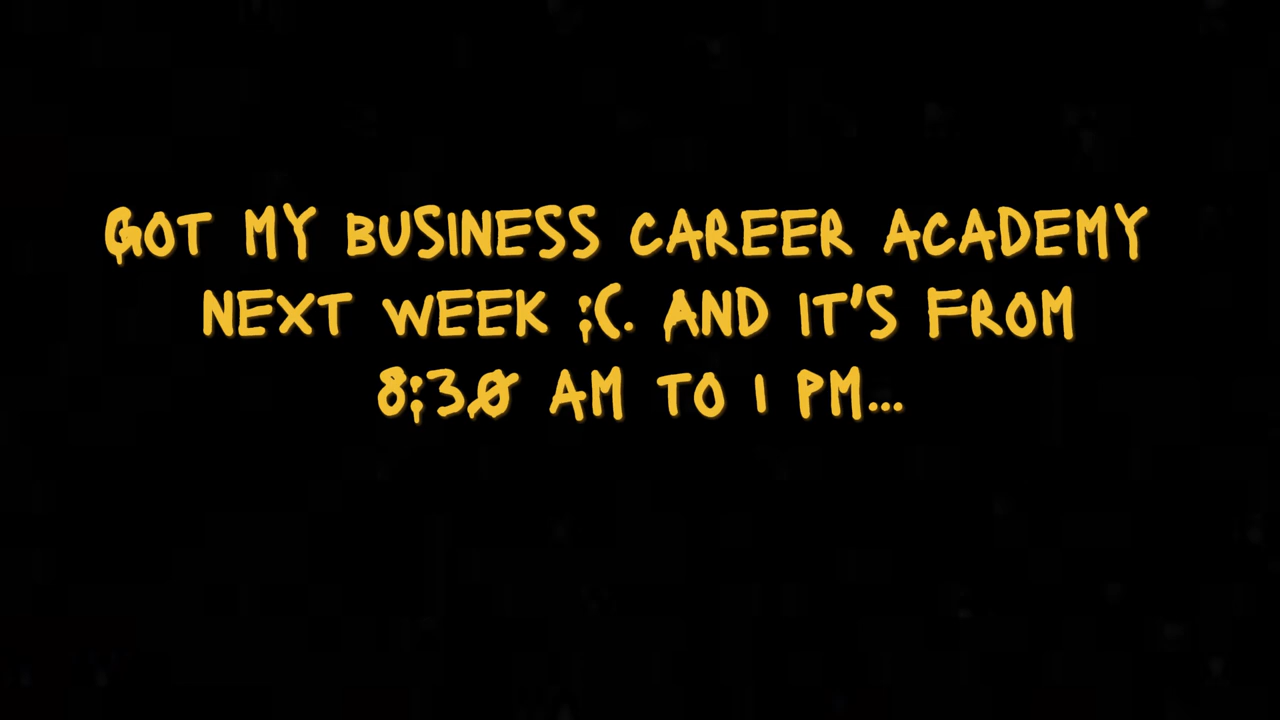 GOT MY BUSINESS CAREER ACADEMY
NEXT WEEK :(. AND IT'S FROM
8:30 AM TO 1 PM...